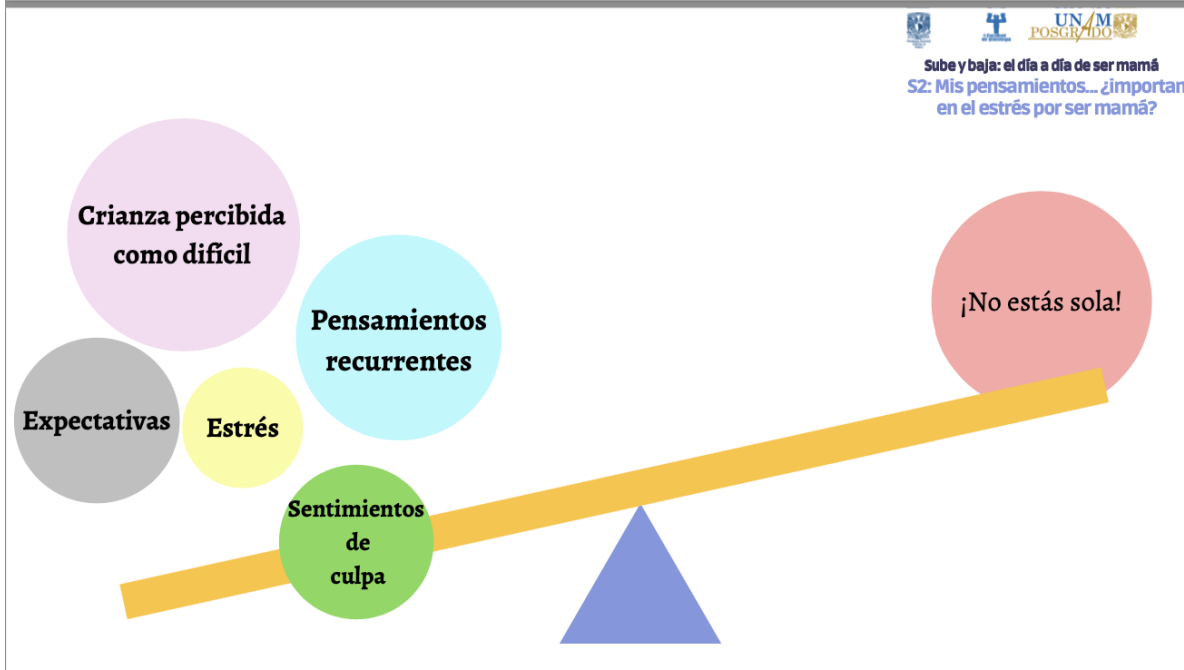 UNAM
POSGRADO
Sube y baja: el día a día de ser mamá
S2: Mis pensamientos... ¿importan
en el estrés por ser mamá?
Crianza percibida
como difícil
Pensamientos
recurrentes
¡No estás sola!
Expectativas
Estrés
Sentimientos
de
culpa